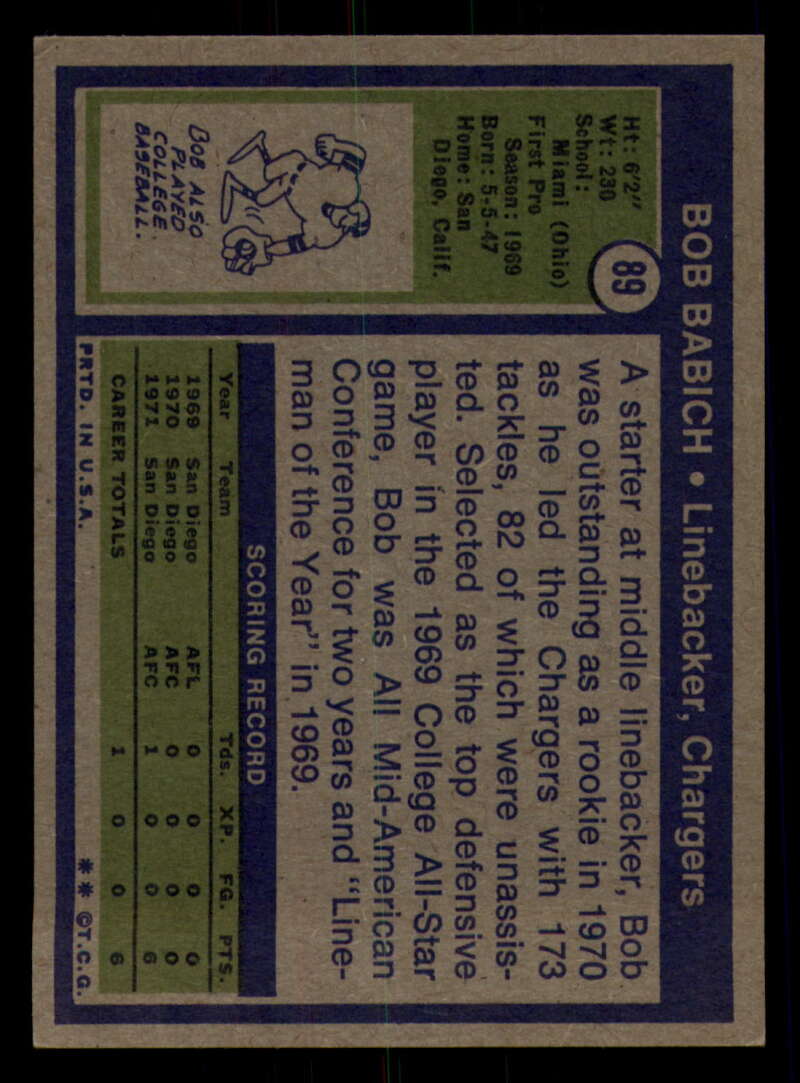 BOB BABICH • Linebacker, Chargers
89
Ht: 6'2"
Wt: 230
School:
Miami (Ohio)
First Pro
Season: 1969
Born: 5-5-47
Home: San
Diego, Calif.
BOB ALSO
PLAYED
COLLEGE
BASEBALL.
A starter at middle linebacker, Bob
was outstanding as a rookie in 1970
as he led the Chargers with 173
tackles, 82 of which were unassis-
ted. Selected as the top defensive
player in the 1969 College All-Star
game, Bob was All Mid-American
Conference for two years and "Line-
man of the Year" in 1969.
SCORING RECORD
Year Team Tds. XP. FG. PTS.
1969 San Diego AFL 0 0 0 0
1970 San Diego AFC 0 0 0 0
1971 San Diego AFC 1 0 0 6
CAREER TOTALS 1 0 0 6
PRTD. IN U.S.A. ** ©T.C.G.